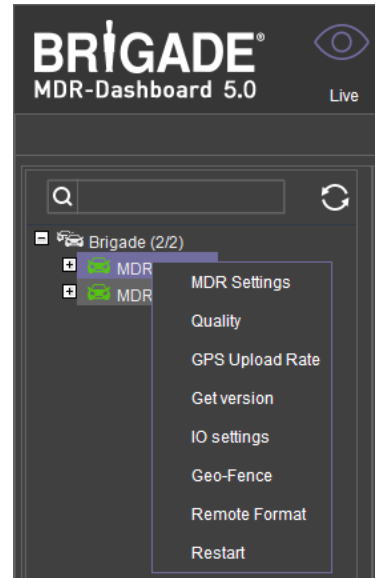 BRIGADE®
MDR-Dashboard 5.0
Live
Brigade (2/2)
MDR
MDR
MDR Settings
Quality
GPS Upload Rate
Get version
IO settings
Geo-Fence
Remote Format
Restart